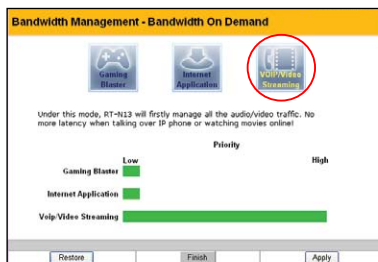 Bandwidth Management - Bandwidth On Demand
Gaming Blaster
Internet Application
VOIP/Video Streaming
Under this mode, RT-N13 will firstly manage all the audio/video traffic. No
more latency when talking over IP phone or watching movies online!
Priority
Low High
Gaming Blaster
Internet Application
Voip/Video Streaming
Restore Finish Apply